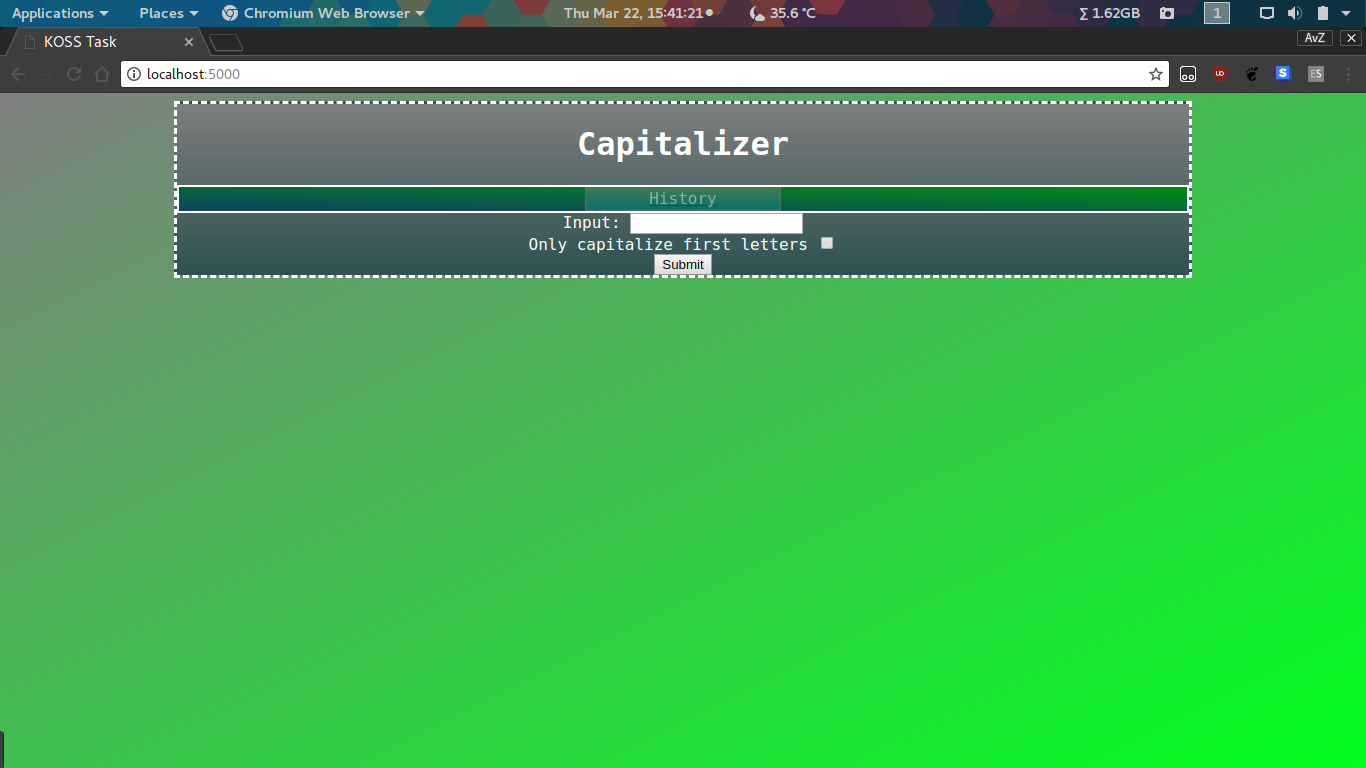 Applications Places Chromium Web Browser Thu Mar 22, 15:41:21 35.6 °C ∑ 1.62GB 1
KOSS Task AvZ
localhost:5000 UD S ES
Capitalizer
History
Input:
Only capitalize first letters
Submit